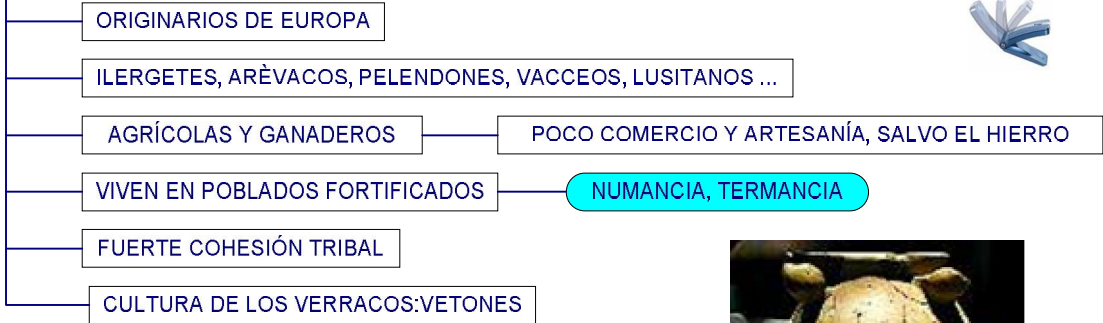 ORIGINARIOS DE EUROPA
ILERGETES, ARÈVACOS, PELENDONES, VACCEOS, LUSITANOS ...
AGRÍCOLAS Y GANADEROS
POCO COMERCIO Y ARTESANÍA, SALVO EL HIERRO
VIVEN EN POBLADOS FORTIFICADOS
NUMANCIA, TERMANCIA
FUERTE COHESIÓN TRIBAL
CULTURA DE LOS VERRACOS:VETONES